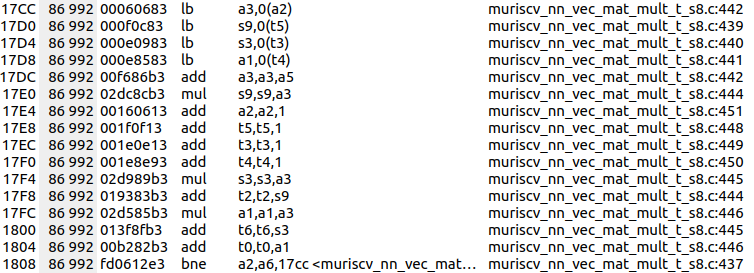 17CC 86 992 00060683 lb a3,0(a2) muriscv_nn_vec_mat_mult_t_s8.c:442
17D0 86 992 000f0c83 lb s9,0(t5) muriscv_nn_vec_mat_mult_t_s8.c:439
17D4 86 992 000e0983 lb s3,0(t3) muriscv_nn_vec_mat_mult_t_s8.c:440
17D8 86 992 000e8583 lb a1,0(t4) muriscv_nn_vec_mat_mult_t_s8.c:441
17DC 86 992 00f686b3 add a3,a3,a5 muriscv_nn_vec_mat_mult_t_s8.c:442
17E0 86 992 02dc8cb3 mul s9,s9,a3 muriscv_nn_vec_mat_mult_t_s8.c:444
17E4 86 992 00160613 add a2,a2,1 muriscv_nn_vec_mat_mult_t_s8.c:451
17E8 86 992 001f0f13 add t5,t5,1 muriscv_nn_vec_mat_mult_t_s8.c:448
17EC 86 992 001e0e13 add t3,t3,1 muriscv_nn_vec_mat_mult_t_s8.c:449
17F0 86 992 001e8e93 add t4,t4,1 muriscv_nn_vec_mat_mult_t_s8.c:450
17F4 86 992 02d989b3 mul s3,s3,a3 muriscv_nn_vec_mat_mult_t_s8.c:445
17F8 86 992 019383b3 add t2,t2,s9 muriscv_nn_vec_mat_mult_t_s8.c:444
17FC 86 992 02d585b3 mul a1,a1,a3 muriscv_nn_vec_mat_mult_t_s8.c:446
1800 86 992 013f8fb3 add t6,t6,s3 muriscv_nn_vec_mat_mult_t_s8.c:445
1804 86 992 00b282b3 add t0,t0,a1 muriscv_nn_vec_mat_mult_t_s8.c:446
1808 86 992 fd0612e3 bne a2,a6,17cc <muriscv_nn_vec_mat... muriscv_nn_vec_mat_mult_t_s8.c:437